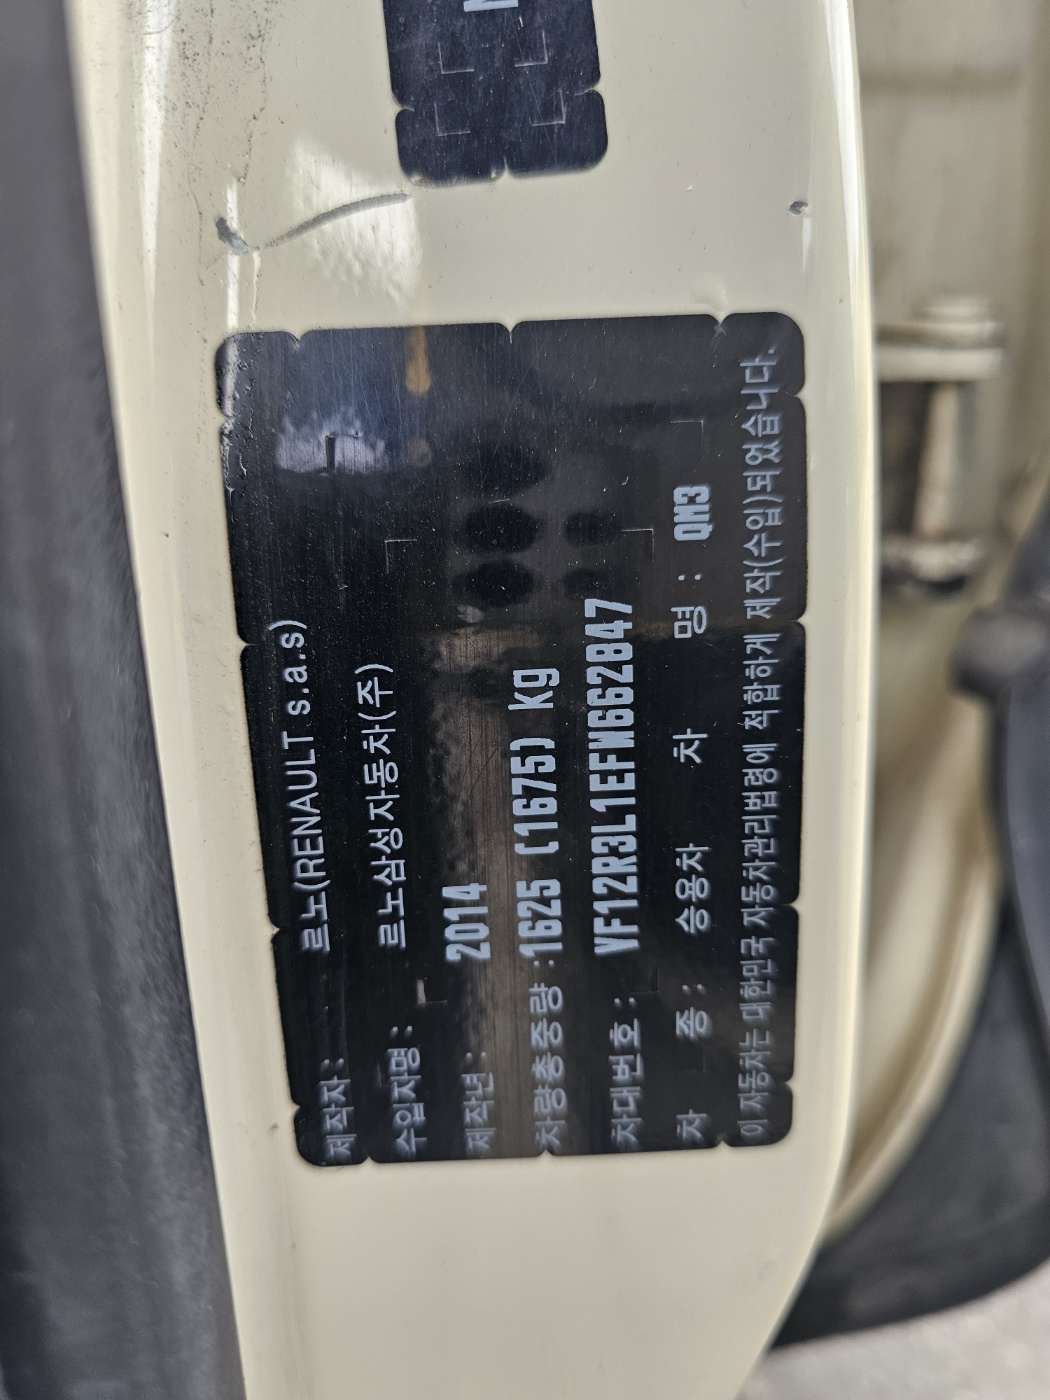 제작자 : 르노(RENAULT s.a.s)
수입자명 : 르노삼성자동차(주)
제작년 : 2014
차량총중량 : 1625 (1675) kg
차대번호 : VF12R3L1EFW662847
차 종 : 승용차 차 명 : QM3
이 자동차는 대한민국 자동차관리법령에 적합하게 제작(수입)되었습니다.